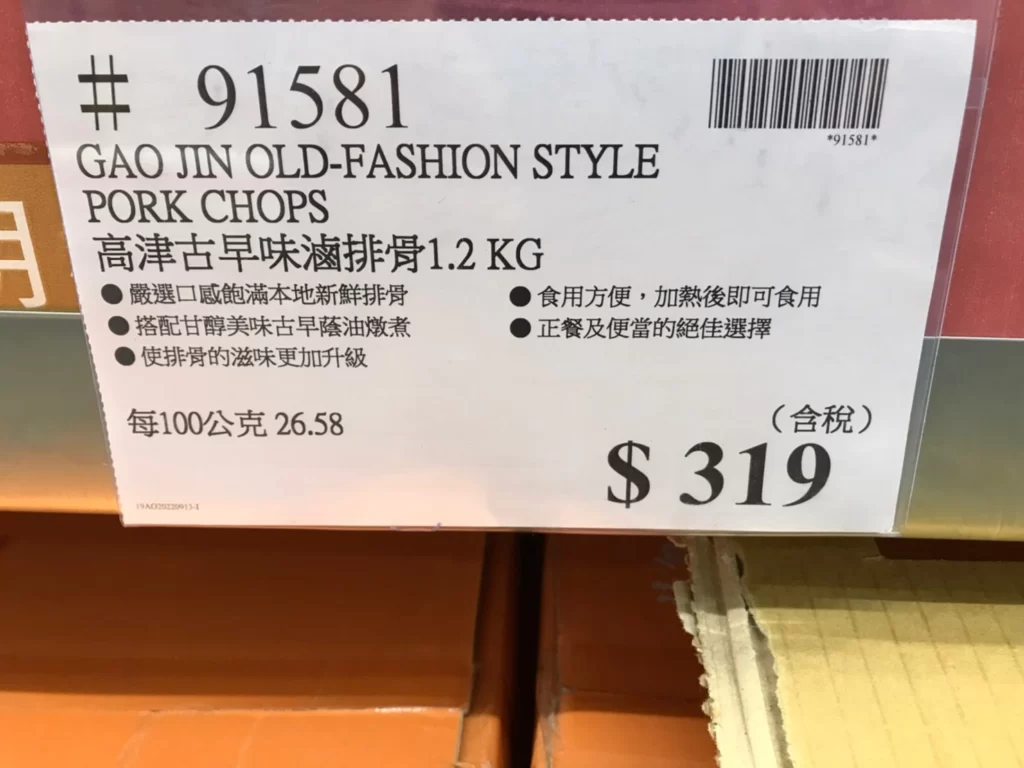 # 91581
*91581*
GAO JIN OLD-FASHION STYLE
PORK CHOPS
高津古早味滷排骨1.2 KG
●嚴選口感飽滿本地新鮮排骨
●搭配甘醇美味古早蔭油燉煮
●使排骨的滋味更加升級
●食用方便，加熱後即可食用
●正餐及便當的絕佳選擇
每100公克 26.58
（含稅）
$ 319
19AO20220913-I
用